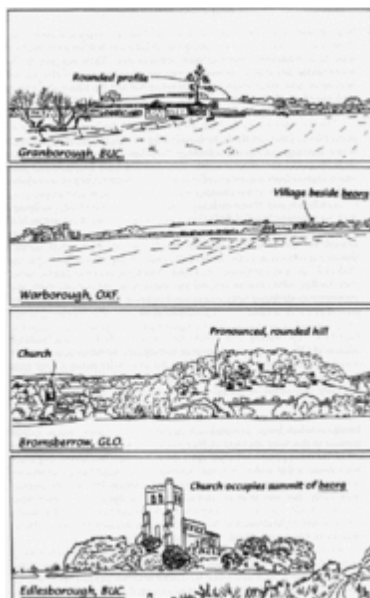 Rounded profile
Granborough, BUC.
Village beside beorg
Warborough, OXF.
Pronounced, rounded hill
Church
Bromsberrow, GLO.
Church occupies summit of beorg
Edlesborough, BUC.